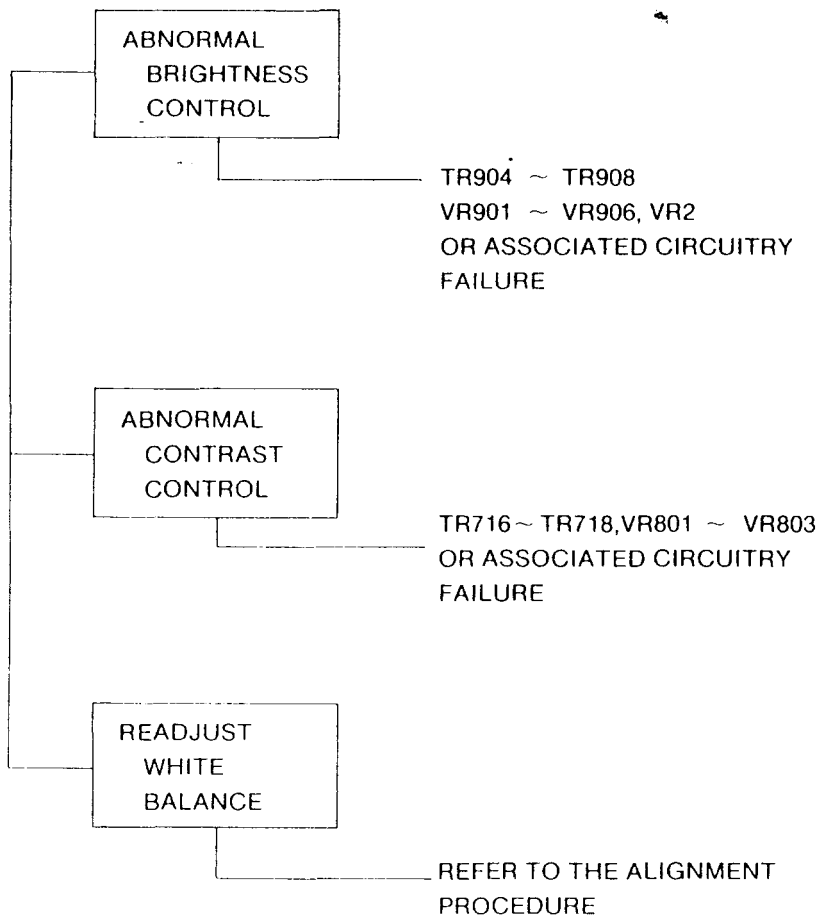 ABNORMAL
BRIGHTNESS
CONTROL
TR904 ~ TR908
VR901 ~ VR906, VR2
OR ASSOCIATED CIRCUITRY
FAILURE
ABNORMAL
CONTRAST
CONTROL
TR716~ TR718,VR801 ~ VR803
OR ASSOCIATED CIRCUITRY
FAILURE
READJUST
WHITE
BALANCE
REFER TO THE ALIGNMENT
PROCEDURE